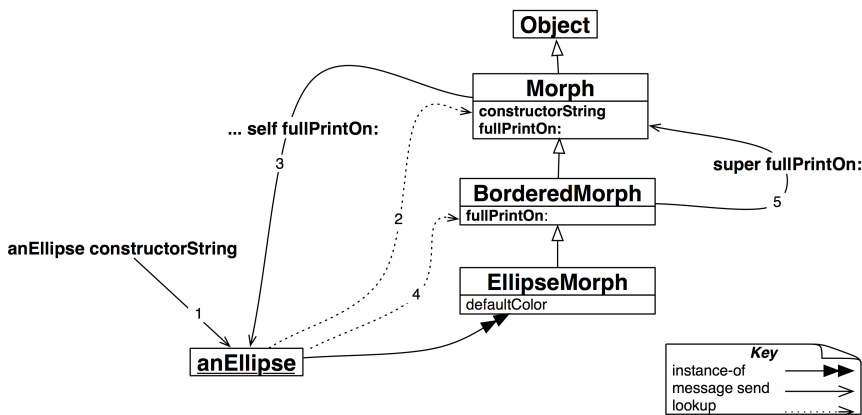 Object
Morph
constructorString
fullPrintOn:
... self fullPrintOn:
3
super fullPrintOn:
BorderedMorph
fullPrintOn:
5
2
anEllipse constructorString
EllipseMorph
defaultColor
4
1
anEllipse
Key
instance-of
message send
lookup